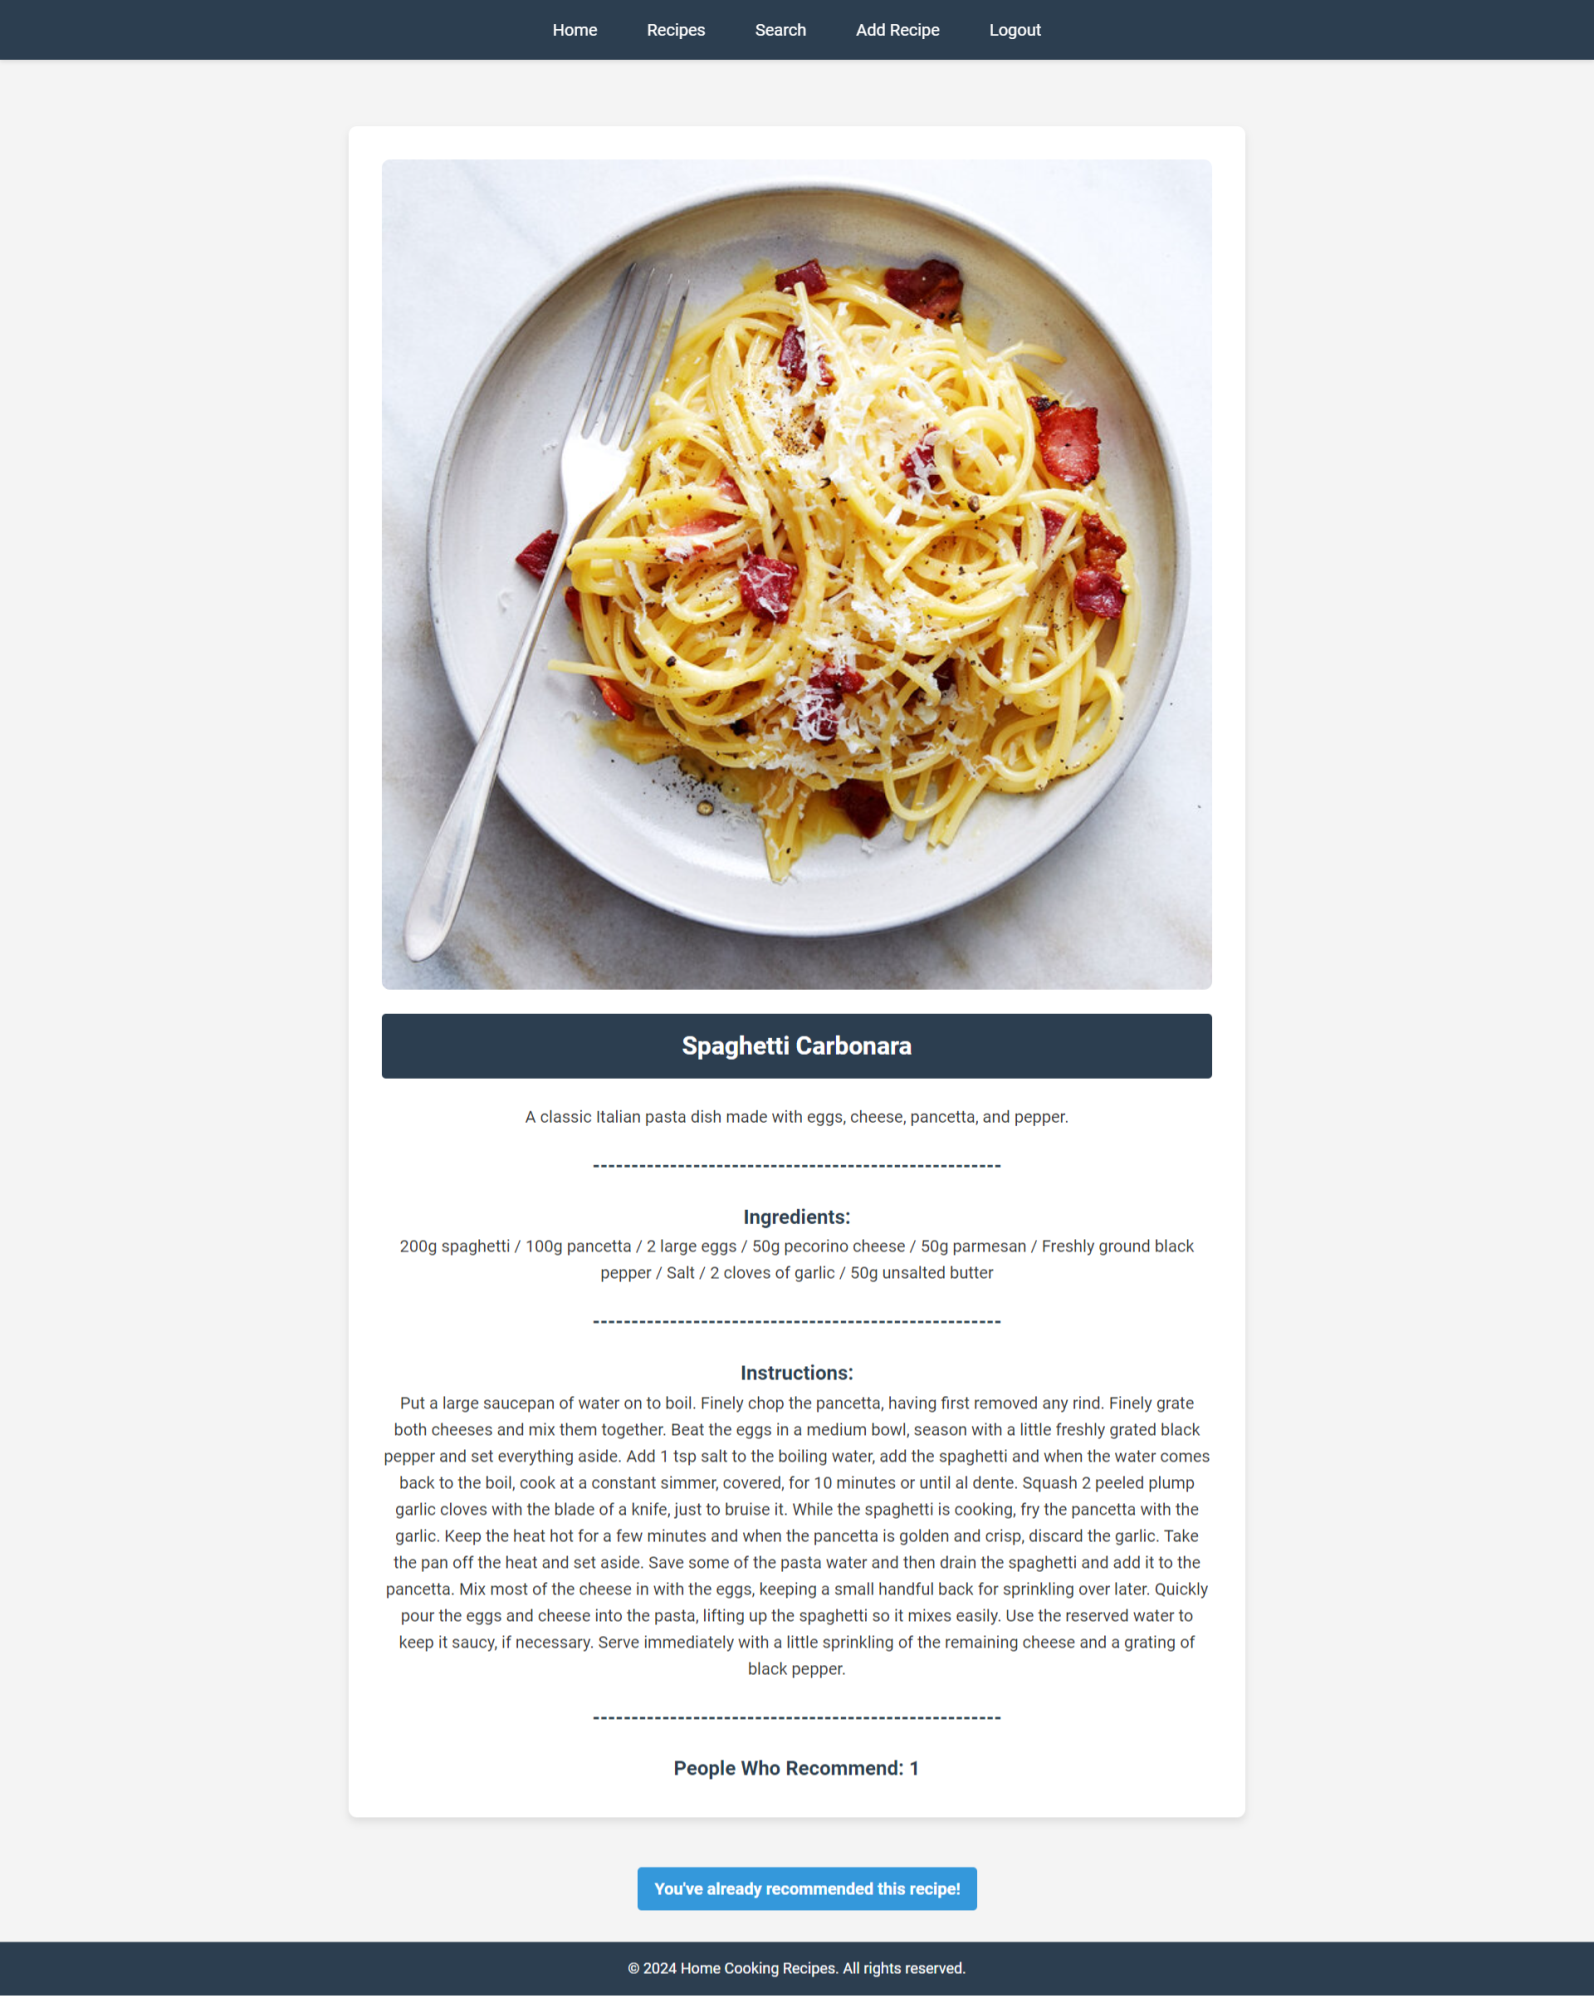 Home Recipes Search Add Recipe Logout
Spaghetti Carbonara
A classic Italian pasta dish made with eggs, cheese, pancetta, and pepper.
-----------------------------------------------------
Ingredients:
200g spaghetti / 100g pancetta / 2 large eggs / 50g pecorino cheese / 50g parmesan / Freshly ground black
pepper / Salt / 2 cloves of garlic / 50g unsalted butter
-----------------------------------------------------
Instructions:
Put a large saucepan of water on to boil. Finely chop the pancetta, having first removed any rind. Finely grate
both cheeses and mix them together. Beat the eggs in a medium bowl, season with a little freshly grated black
pepper and set everything aside. Add 1 tsp salt to the boiling water, add the spaghetti and when the water comes
back to the boil, cook at a constant simmer, covered, for 10 minutes or until al dente. Squash 2 peeled plump
garlic cloves with the blade of a knife, just to bruise it. While the spaghetti is cooking, fry the pancetta with the
garlic. Keep the heat hot for a few minutes and when the pancetta is golden and crisp, discard the garlic. Take
the pan off the heat and set aside. Save some of the pasta water and then drain the spaghetti and add it to the
pancetta. Mix most of the cheese in with the eggs, keeping a small handful back for sprinkling over later. Quickly
pour the eggs and cheese into the pasta, lifting up the spaghetti so it mixes easily. Use the reserved water to
keep it saucy, if necessary. Serve immediately with a little sprinkling of the remaining cheese and a grating of
black pepper.
-----------------------------------------------------
People Who Recommend: 1
You've already recommended this recipe!
© 2024 Home Cooking Recipes. All rights reserved.